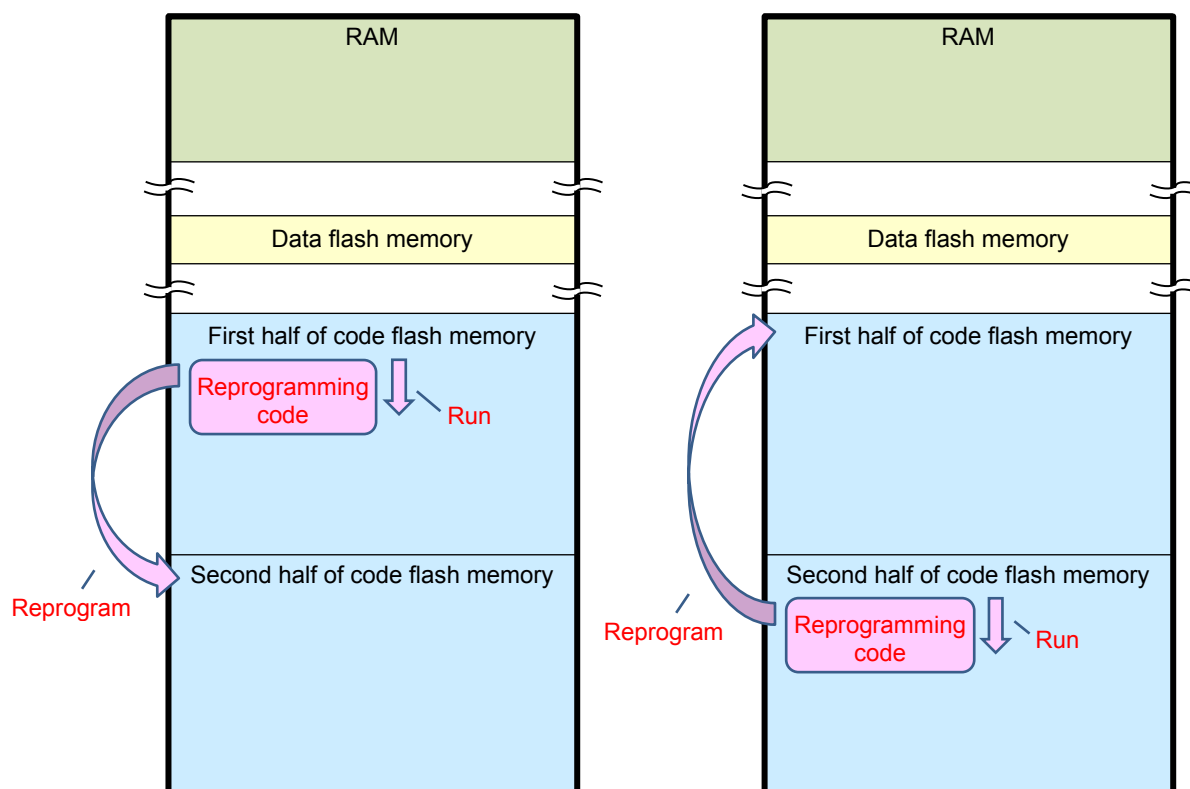 RAM
Data flash memory
First half of code flash memory
Reprogramming
code
Run
Second half of code flash memory
Reprogram
RAM
Data flash memory
First half of code flash memory
Second half of code flash memory
Reprogramming
code
Run
Reprogram